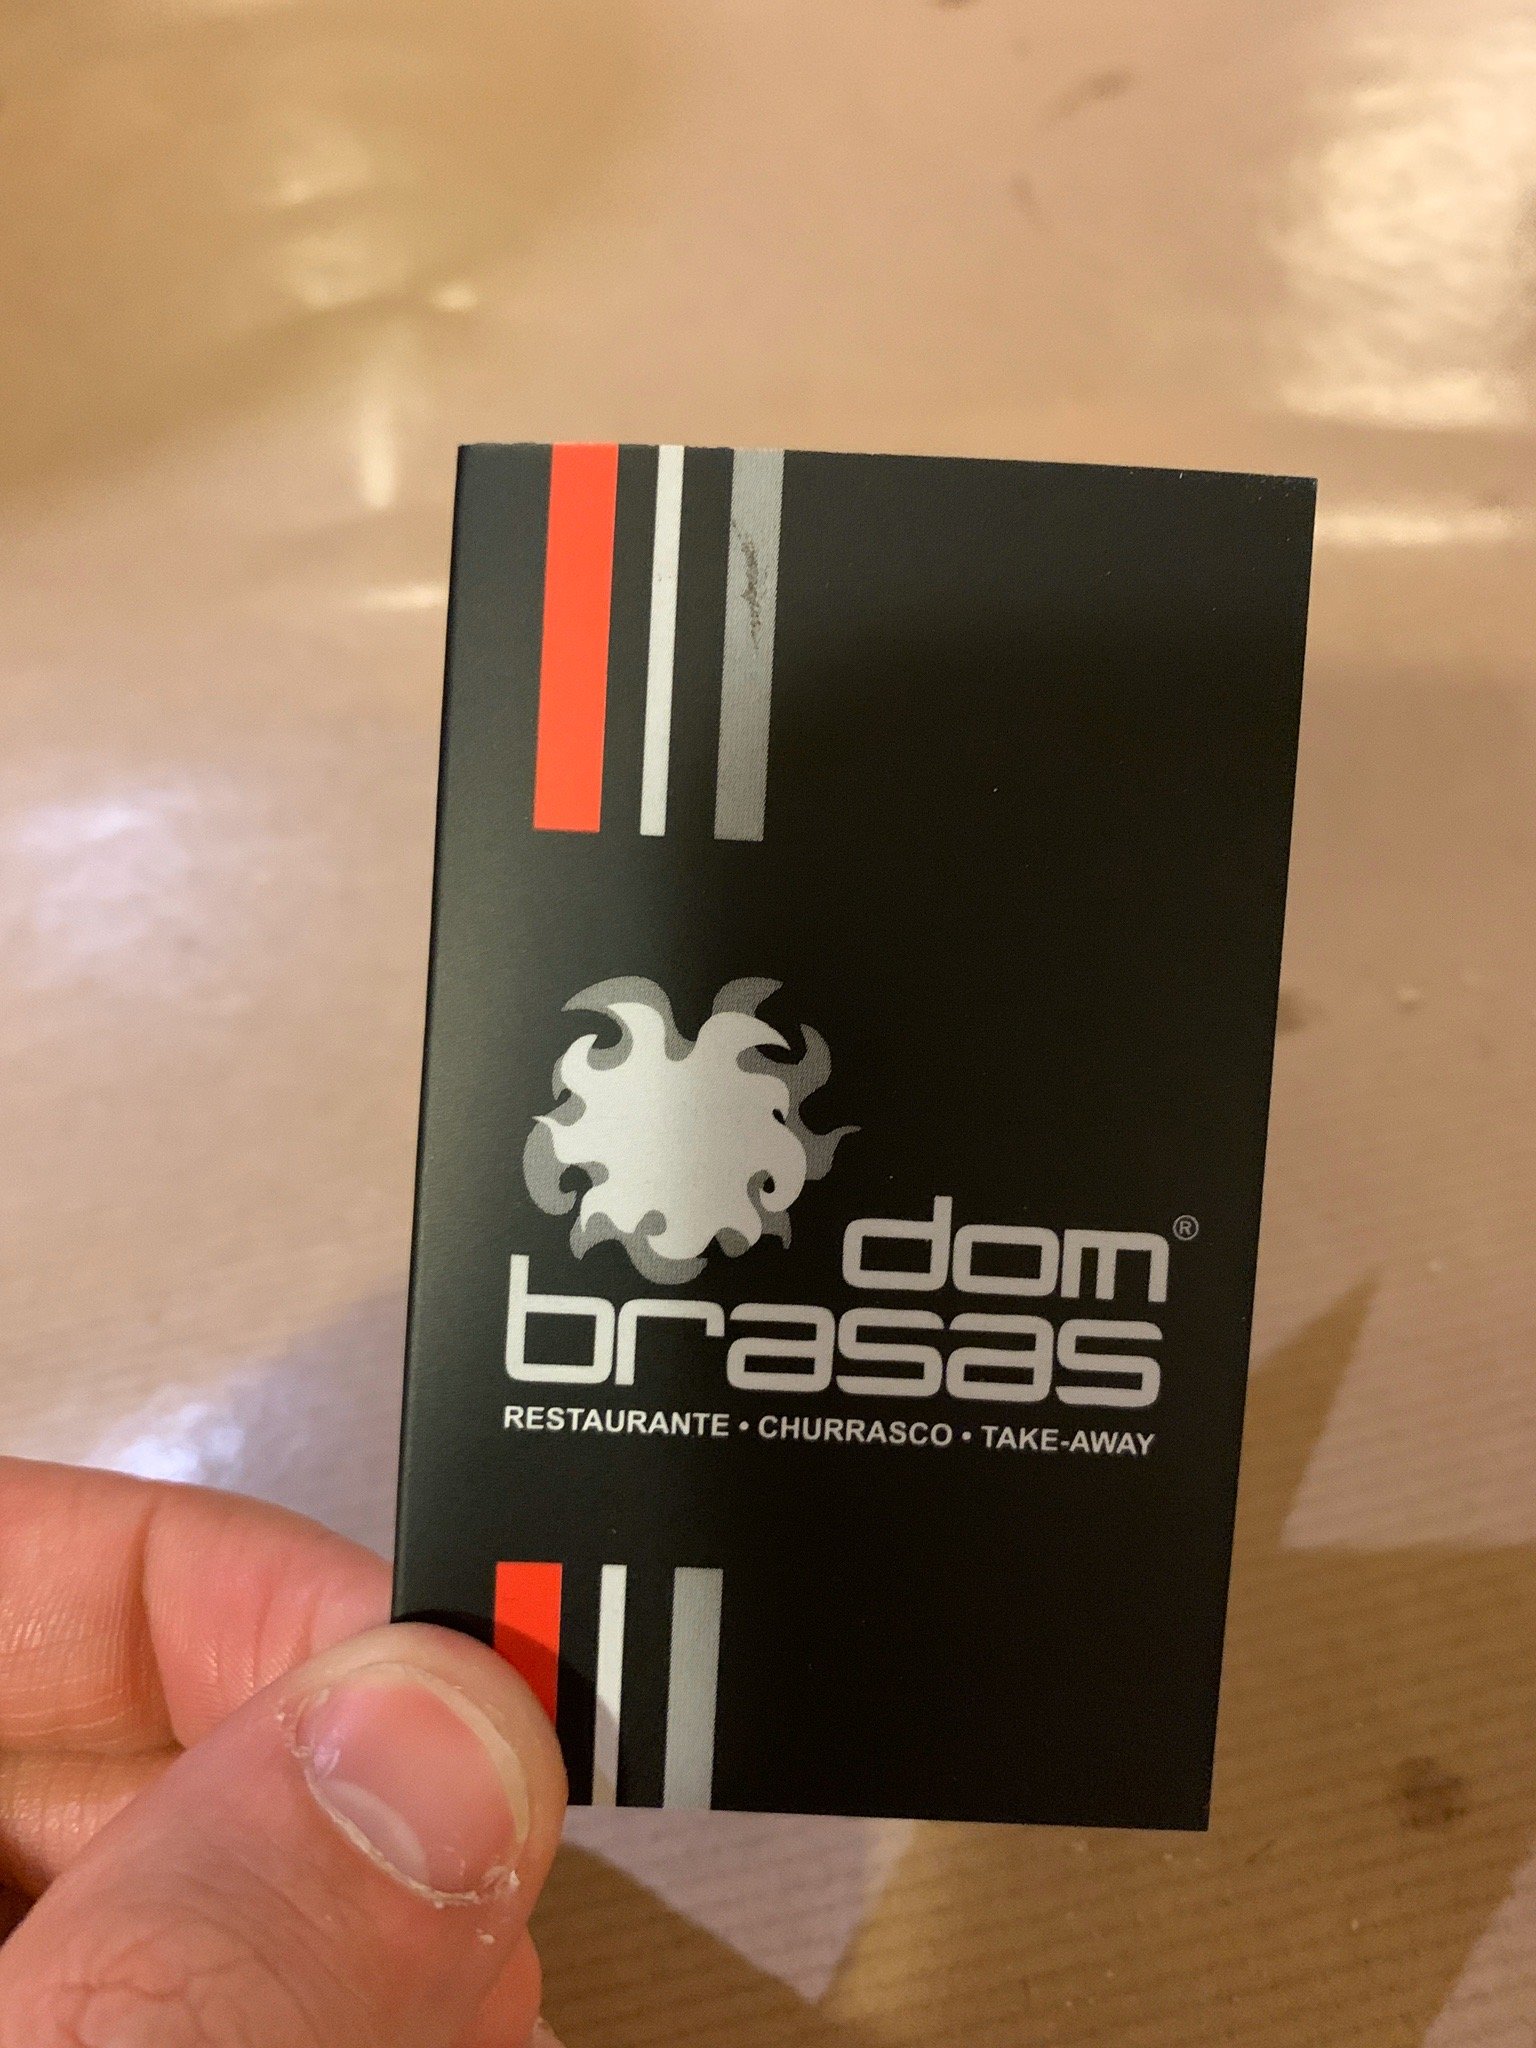 dom®
brasas
RESTAURANTE • CHURRASCO • TAKE-AWAY